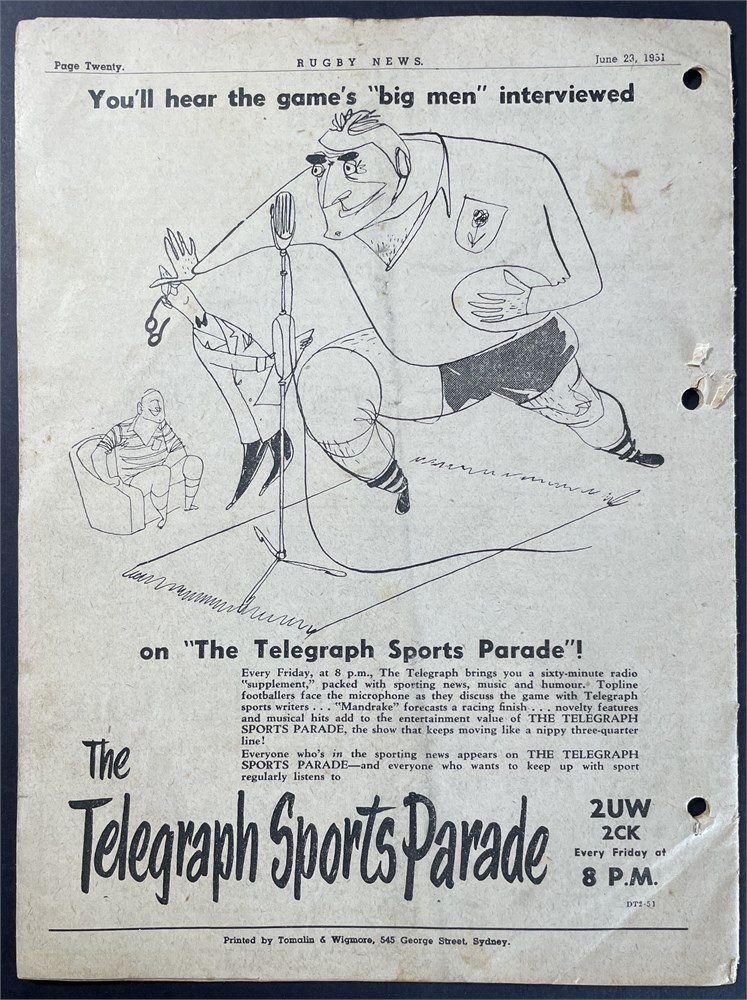 Page Twenty.
RUGBY NEWS.
June 23, 1951
You'll hear the game's "big men" interviewed
on "The Telegraph Sports Parade"!
Every Friday, at 8 p.m., The Telegraph brings you a sixty-minute radio
"supplement," packed with sporting news, music and humour. Topline
footballers face the microphone as they discuss the game with Telegraph
sports writers . . . "Mandrake" forecasts a racing finish . . . novelty features
and musical hits add to the entertainment value of THE TELEGRAPH
SPORTS PARADE, the show that keeps moving like a nippy three-quarter
line!
Everyone who's in the sporting news appears on THE TELEGRAPH
SPORTS PARADE—and everyone who wants to keep up with sport
regularly listens to
The
Telegraph Sports Parade
2UW
2CK
Every Friday at
8 P.M.
DT2-51
Printed by Tomalin & Wigmore, 545 George Street, Sydney.